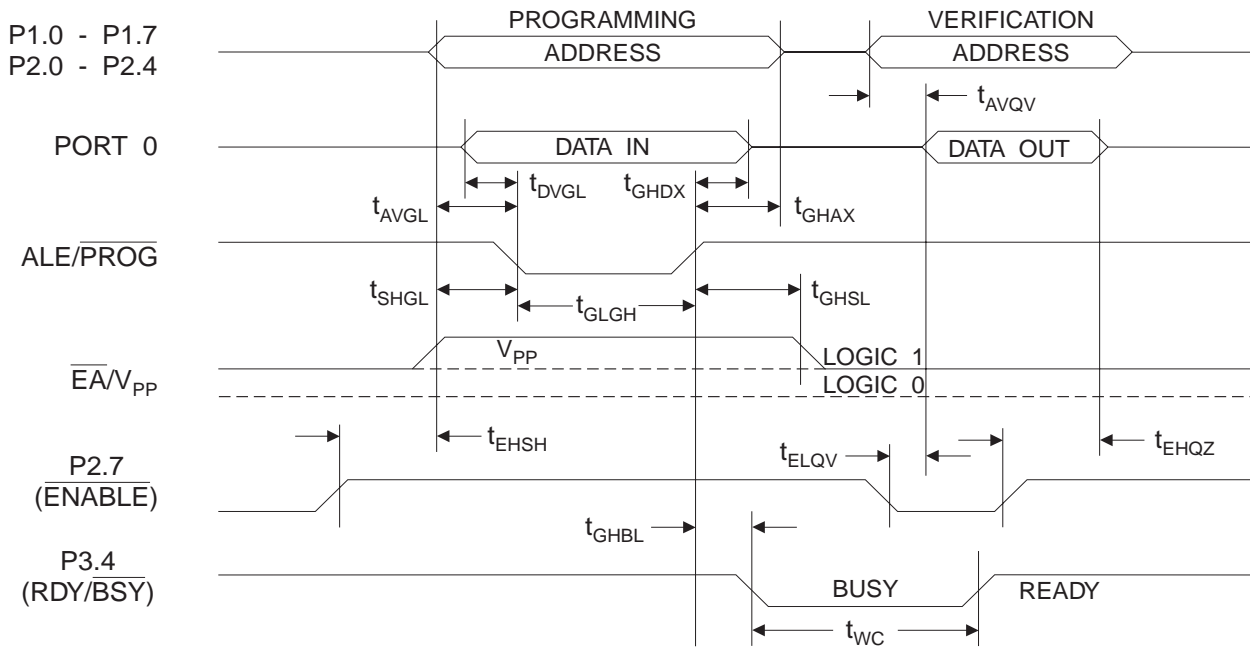 PROGRAMMING VERIFICATION
P1.0 - P1.7
P2.0 - P2.4
ADDRESS ADDRESS
tAVQV
PORT 0 DATA IN DATA OUT
tDVGL tGHDX
tAVGL tGHAX
ALE/PROG
tSHGL tGLGH tGHSL
VPP LOGIC 1
EA/VPP LOGIC 0
tEHSH tELQV tEHQZ
P2.7
(ENABLE)
tGHBL
P3.4
(RDY/BSY) BUSY READY
tWC